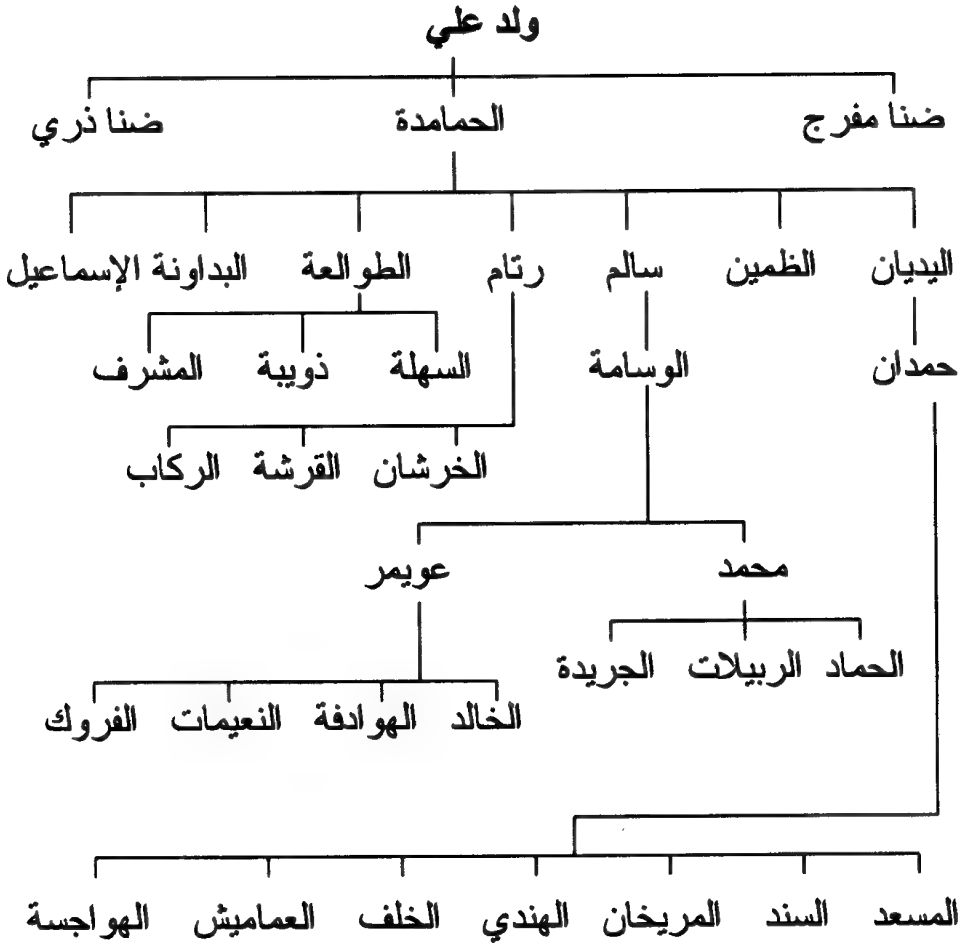 ولد علي
ضنا مفرج الحمامدة ضنا ذري
اليديان الظمين سالم رتام الطوالعة البداونة الإسماعيل
حمدان الوسامة السهلة ذويبة المشرف
الخرشان القرشة الركاب
محمد عويمر
الحماد الربيلات الجريدة
الخالد الهوادفة النعيمات الفروك
المسعد السند المريخان الهندي الخلف العماميش الهواجسة